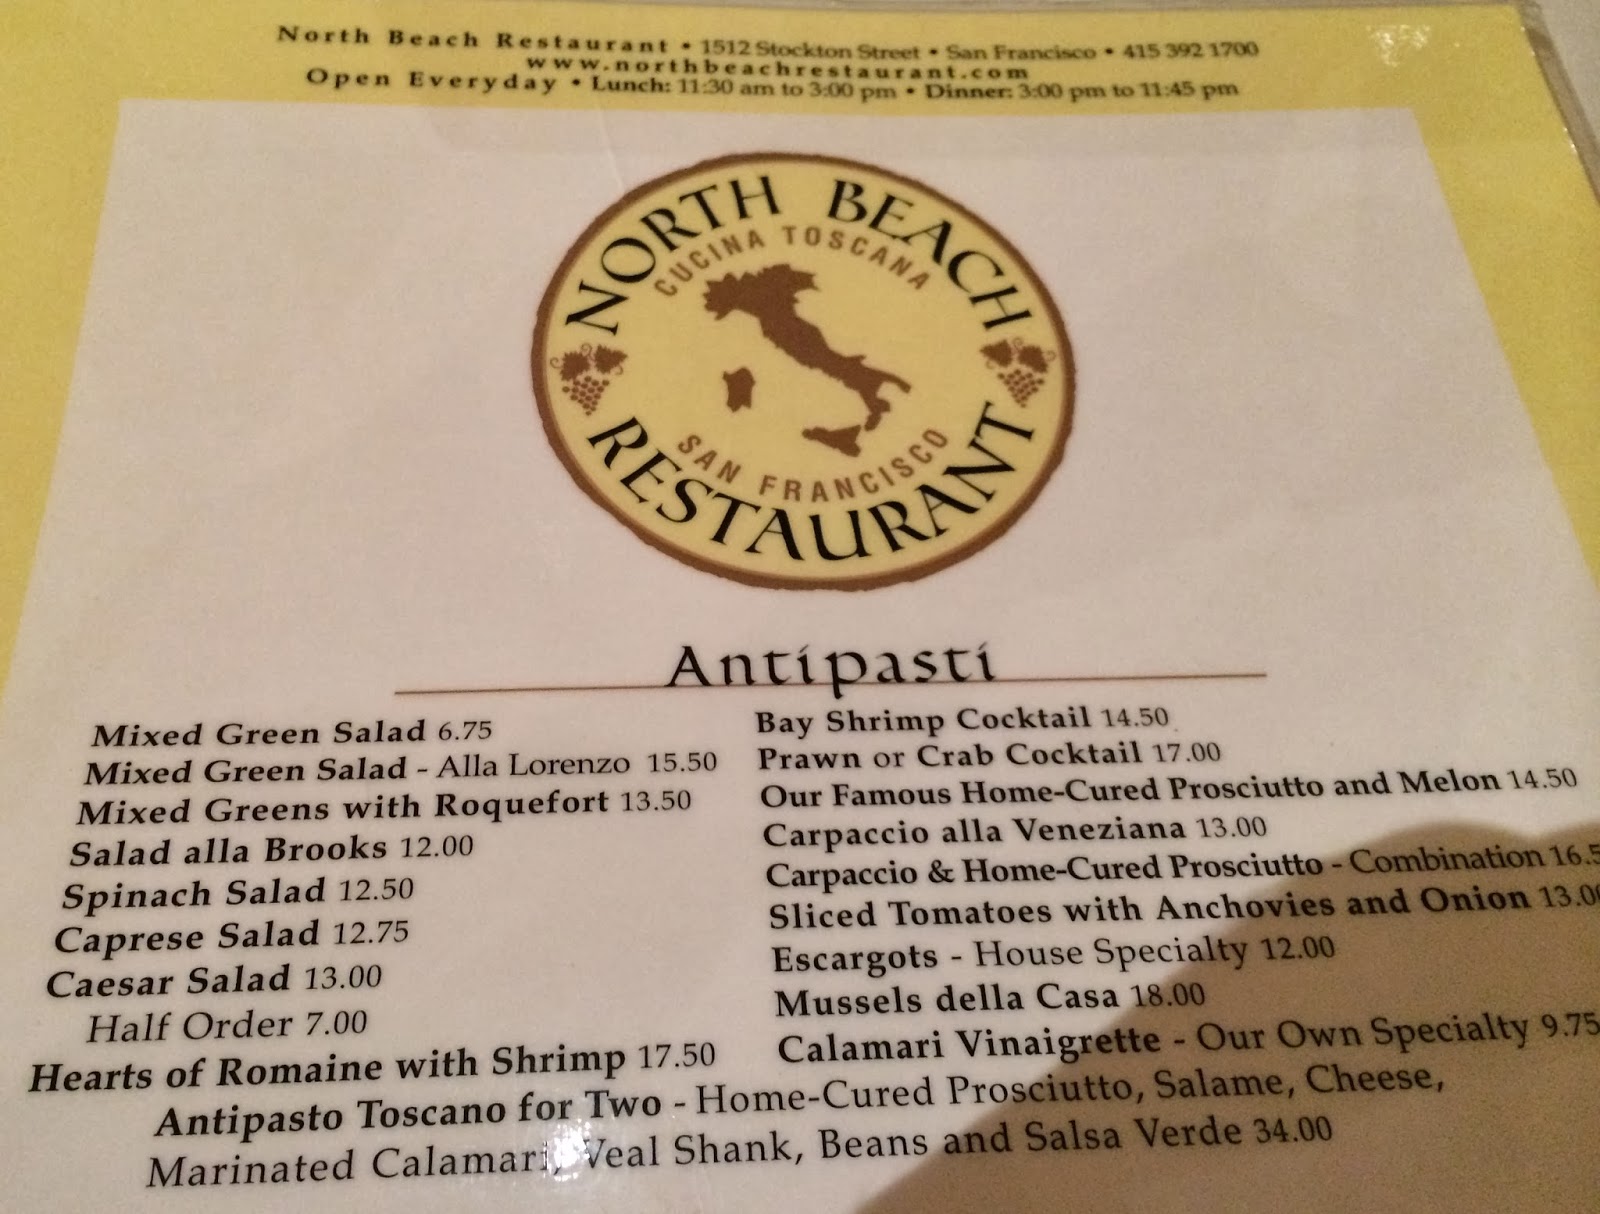 North Beach Restaurant • 1512 Stockton Street • San Francisco • 415 392 1700
www.northbeachrestaurant.com
Open Everyday • Lunch: 11:30 am to 3:00 pm • Dinner: 3:00 pm to 11:45 pm
NORTH BEACH
CUCINA TOSCANA
SAN FRANCISCO
RESTAURANT
Antipasti
Mixed Green Salad 6.75
Mixed Green Salad - Alla Lorenzo 15.50
Mixed Greens with Roquefort 13.50
Salad alla Brooks 12.00
Spinach Salad 12.50
Caprese Salad 12.75
Caesar Salad 13.00
Half Order 7.00
Hearts of Romaine with Shrimp 17.50
Bay Shrimp Cocktail 14.50
Prawn or Crab Cocktail 17.00
Our Famous Home-Cured Prosciutto and Melon 14.50
Carpaccio alla Veneziana 13.00
Carpaccio & Home-Cured Prosciutto - Combination 16.5
Sliced Tomatoes with Anchovies and Onion 13.00
Escargots - House Specialty 12.00
Mussels della Casa 18.00
Calamari Vinaigrette - Our Own Specialty 9.75
Antipasto Toscano for Two - Home-Cured Prosciutto, Salame, Cheese,
Marinated Calamari, Veal Shank, Beans and Salsa Verde 34.00